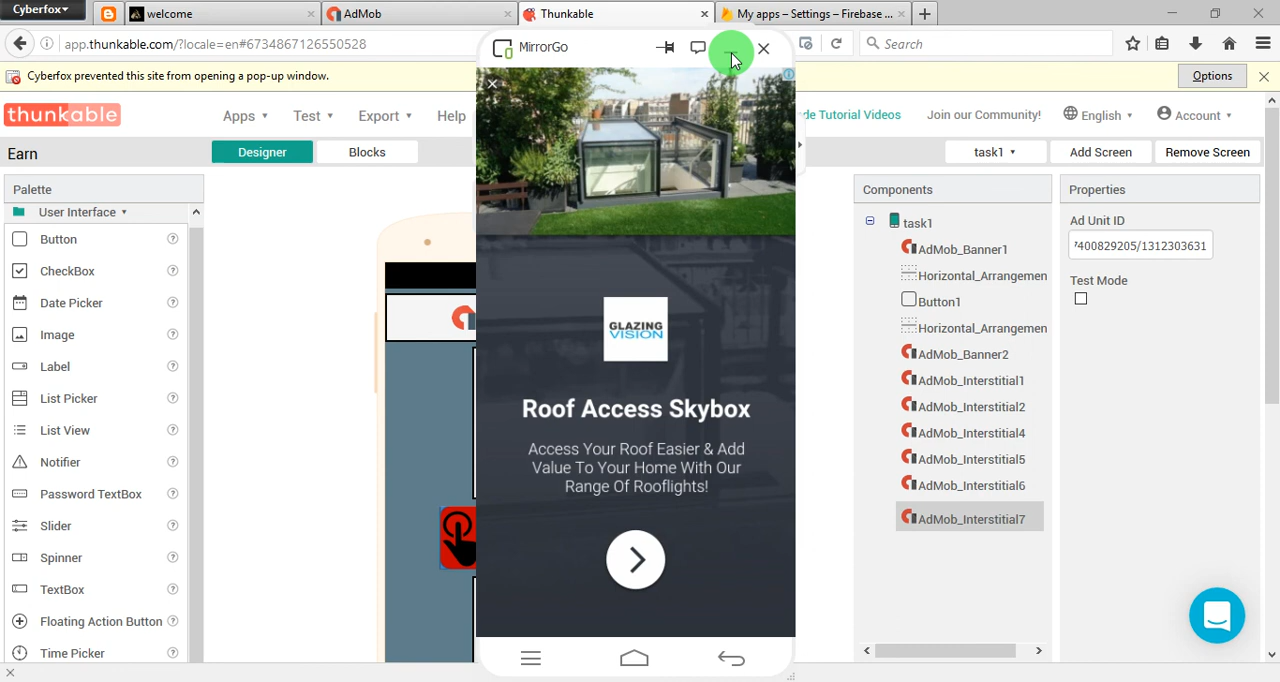 Cyberfox
welcome
AdMob
Thunkable
My apps – Settings – Firebase ...
app.thunkable.com/?locale=en#6734867126550528
Search
Cyberfox prevented this site from opening a pop-up window.
Options
MirrorGo
thunkable
Apps
Test
Export
Help
de Tutorial Videos
Join our Community!
English
Account
Earn
Designer
Blocks
task1
Add Screen
Remove Screen
Palette
User Interface
Button
CheckBox
Date Picker
Image
Label
List Picker
List View
Notifier
Password TextBox
Slider
Spinner
TextBox
Floating Action Button
Time Picker
GLAZING
VISION
Roof Access Skybox
Access Your Roof Easier & Add
Value To Your Home With Our
Range Of Rooflights!
Components
task1
AdMob_Banner1
Horizontal_Arrangemen
Button1
Horizontal_Arrangemen
AdMob_Banner2
AdMob_Interstitial1
AdMob_Interstitial2
AdMob_Interstitial4
AdMob_Interstitial5
AdMob_Interstitial6
AdMob_Interstitial7
Properties
Ad Unit ID
7400829205/1312303631
Test Mode